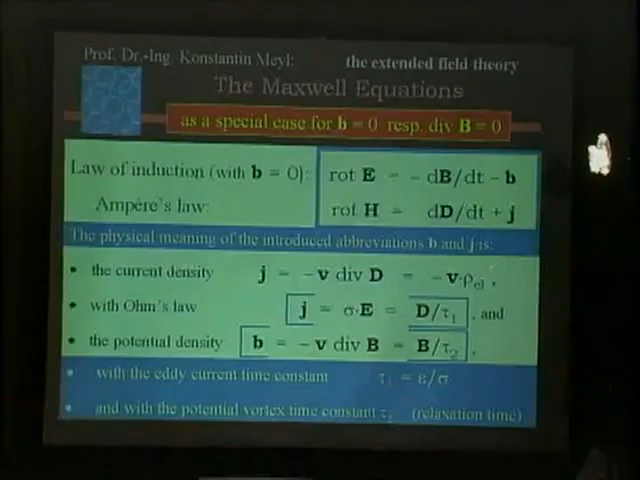 Prof. Dr.-Ing. Konstantin Meyl: the extended field theory
The Maxwell Equations
as a special case for b = 0 resp. div B = 0
Law of induction (with b = 0): rot E = - dB/dt - b
Ampére's law: rot H = dD/dt + j
The physical meaning of the introduced abbreviations b and j is:
• the current density j = -v div D = -v·ρel ,
• with Ohm's law j = σ·E = D/τ1 , and
• the potential density b = -v div B = B/τ2 ,
• with the eddy current time constant τ1 = ε/σ
• and with the potential vortex time constant τ2 (relaxation time)